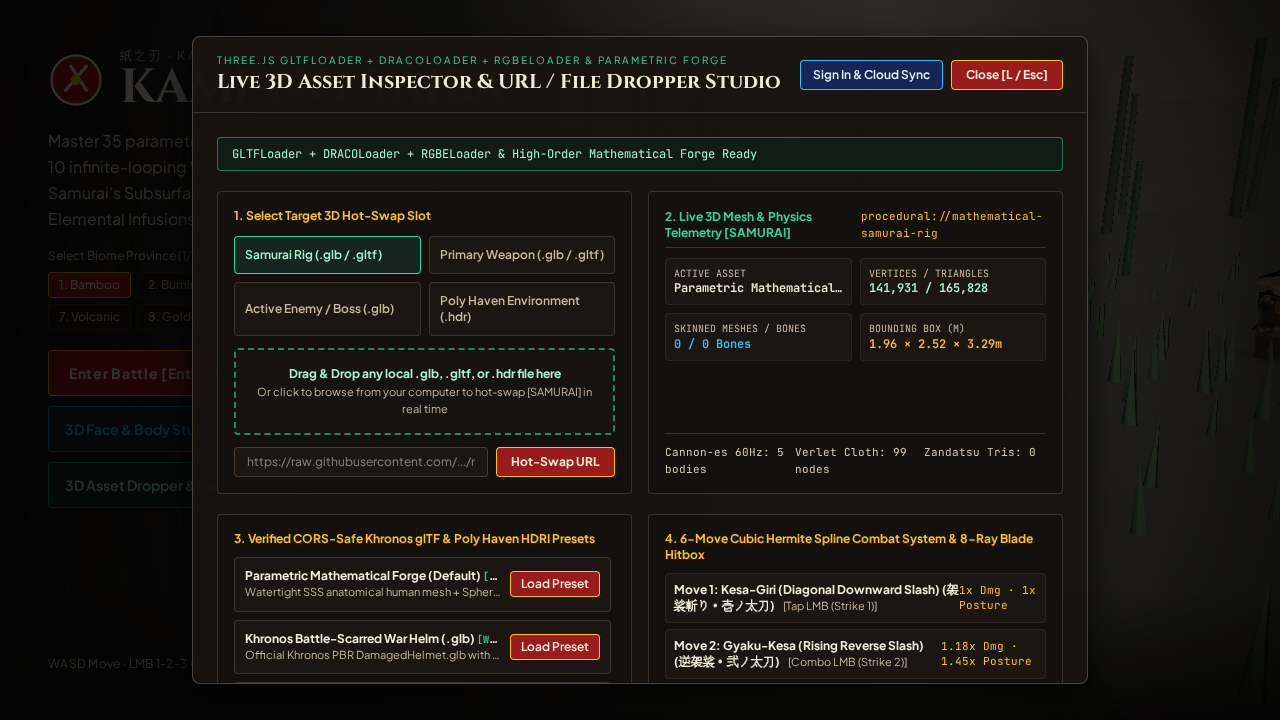 THREE.JS GLTFLOADER + DRACOLOADER + RGBELOADER & PARAMETRIC FORGE
Live 3D Asset Inspector & URL / File Dropper Studio
Sign In & Cloud Sync
Close [L / Esc]
GLTFLoader + DRACOLoader + RGBELoader & High-Order Mathematical Forge Ready
1. Select Target 3D Hot-Swap Slot
Samurai Rig (.glb / .gltf)
Primary Weapon (.glb / .gltf)
Active Enemy / Boss (.glb)
Poly Haven Environment
(.hdr)
Drag & Drop any local .glb, .gltf, or .hdr file here
Or click to browse from your computer to hot-swap [SAMURAI] in
real time
https://raw.githubusercontent.com/.../r
Hot-Swap URL
2. Live 3D Mesh & Physics
Telemetry [SAMURAI]
procedural://mathematical-
samurai-rig
ACTIVE ASSET
Parametric Mathematical…
VERTICES / TRIANGLES
141,931 / 165,828
SKINNED MESHES / BONES
0 / 0 Bones
BOUNDING BOX (M)
1.96 × 2.52 × 3.29m
Cannon-es 60Hz: 5
bodies
Verlet Cloth: 99
nodes
Zandatsu Tris: 0
3. Verified CORS-Safe Khronos glTF & Poly Haven HDRI Presets
Parametric Mathematical Forge (Default) [...
Watertight SSS anatomical human mesh + Spher...
Load Preset
Khronos Battle-Scarred War Helm (.glb) [W...
Official Khronos PBR DamagedHelmet.glb with ...
Load Preset
4. 6-Move Cubic Hermite Spline Combat System & 8-Ray Blade
Hitbox
Move 1: Kesa-Giri (Diagonal Downward Slash) (袈
裟斬り • 壱ノ太刀) [Tap LMB (Strike 1)]
1x Dmg · 1x
Posture
Move 2: Gyaku-Kesa (Rising Reverse Slash)
(逆袈裟 • 弐ノ太刀) [Combo LMB (Strike 2)]
1.18x Dmg ·
1.45x Posture
紙之刃 · KA
KA
Master 35 paramet
10 infinite-looping
Samurai's Subsurfa
Elemental Infusions
Select Biome Province (1/
1. Bamboo
2. Burni
7. Volcanic
8. Gold
Enter Battle [Ent
3D Face & Body Stu
3D Asset Dropper &
WASD Move · LMB 1-2-3